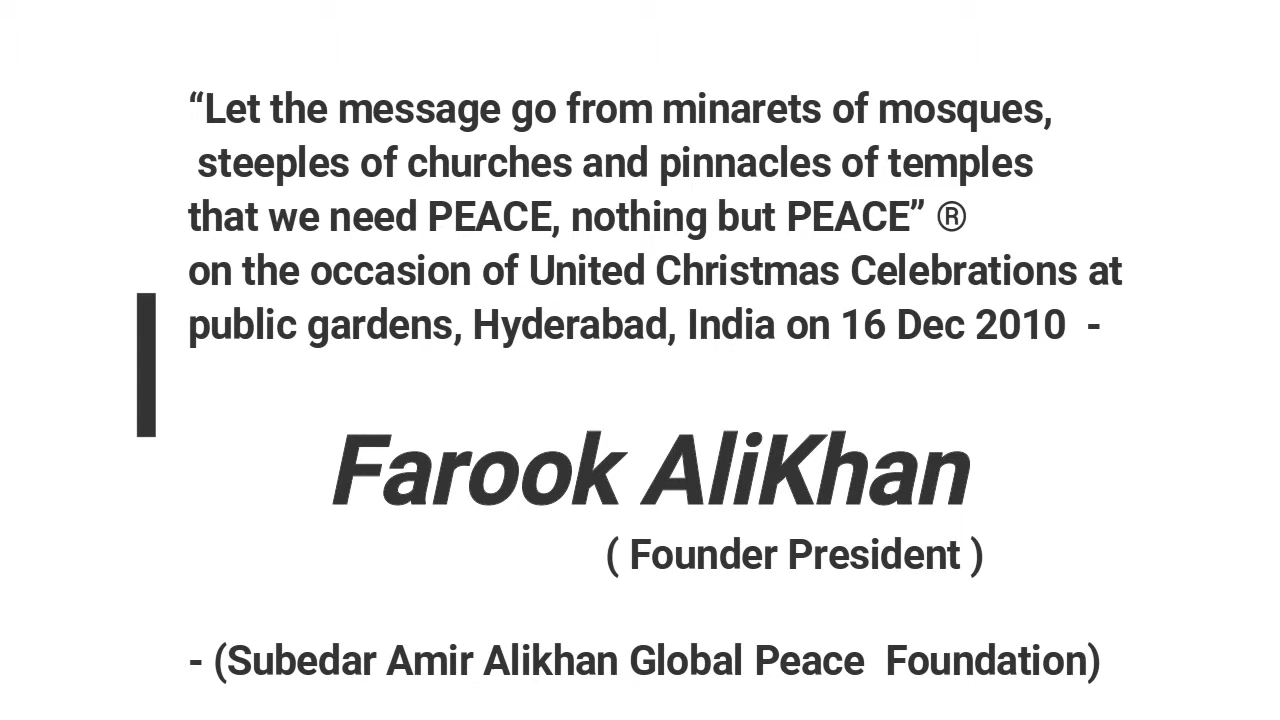 “Let the message go from minarets of mosques,
steeples of churches and pinnacles of temples
that we need PEACE, nothing but PEACE” ®
on the occasion of United Christmas Celebrations at
public gardens, Hyderabad, India on 16 Dec 2010 -
Farook AliKhan
( Founder President )
- (Subedar Amir Alikhan Global Peace Foundation)